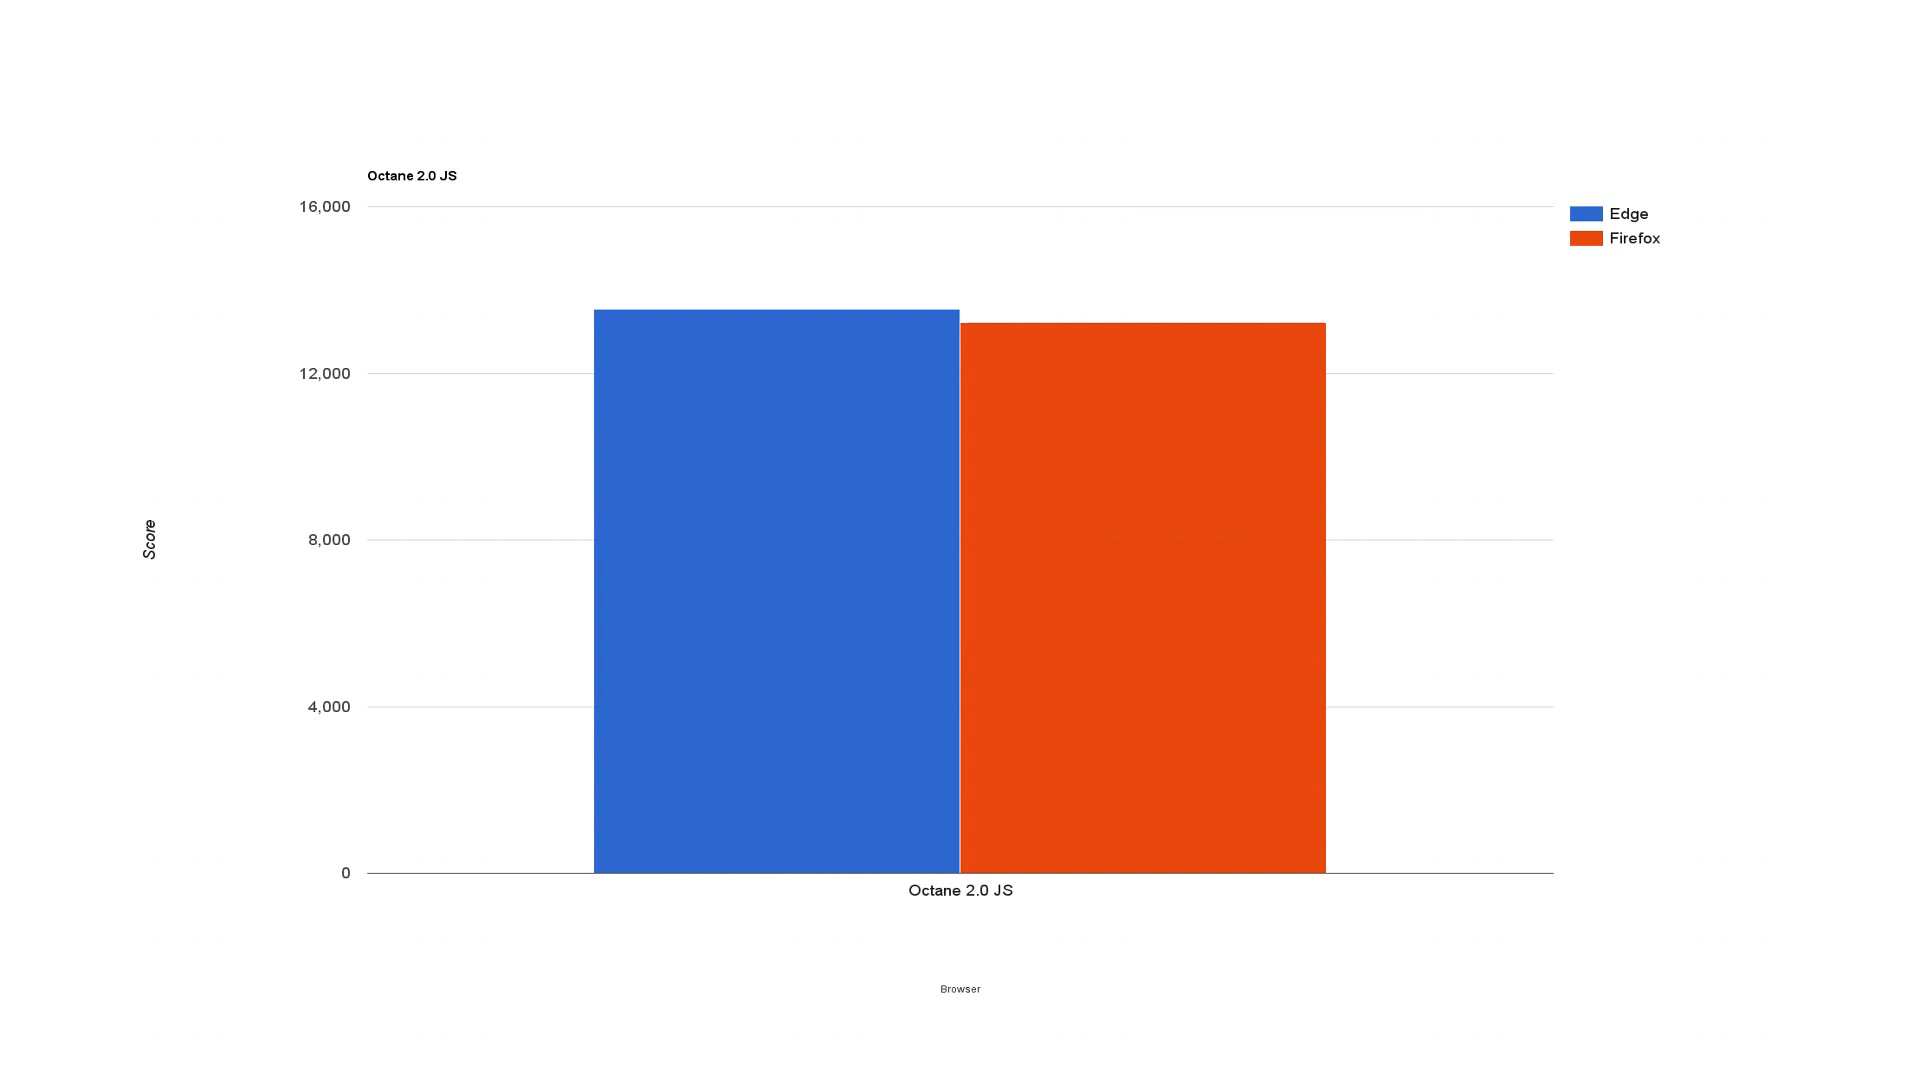 Octane 2.0 JS
16,000
12,000
8,000
4,000
0
Score
Edge
Firefox
Octane 2.0 JS
Browser